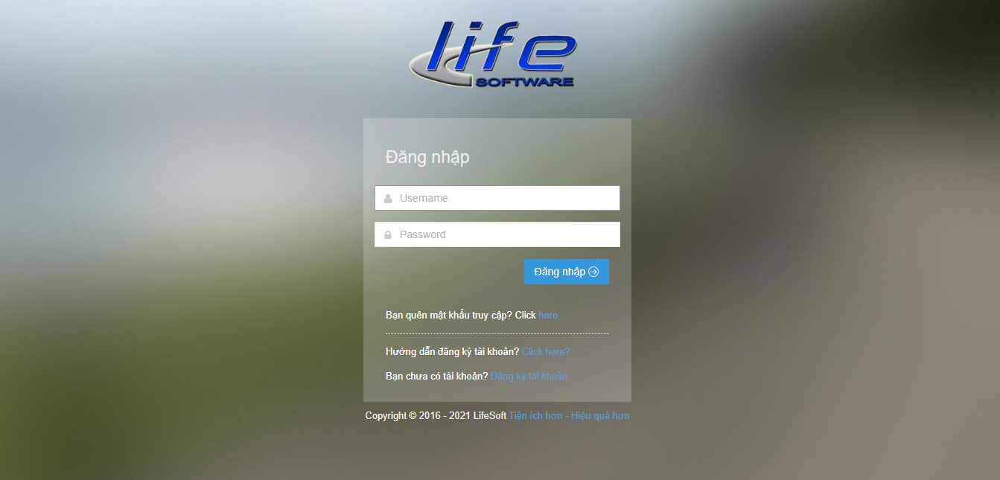 life
SOFTWARE
Đăng nhập
Username
Password
Đăng nhập
Bạn quên mật khẩu truy cập? Click here
Hướng dẫn đăng ký tài khoản? Click here?
Bạn chưa có tài khoản? Đăng ký tài khoản
Copyright © 2016 - 2021 LifeSoft Tiện ích hơn - Hiệu quả hơn